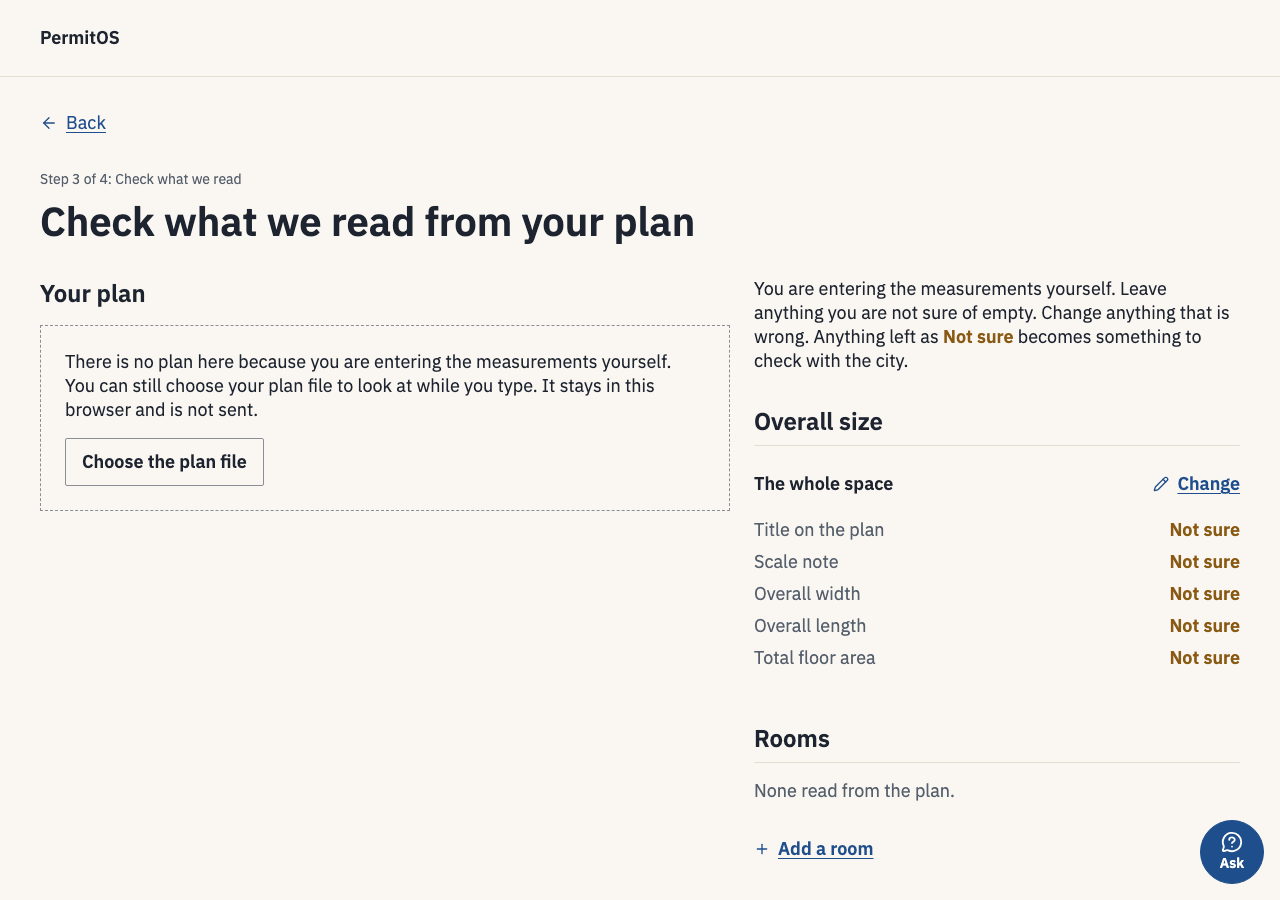 PermitOS
Back
Step 3 of 4: Check what we read
Check what we read from your plan
Your plan
There is no plan here because you are entering the measurements yourself.
You can still choose your plan file to look at while you type. It stays in this
browser and is not sent.
Choose the plan file
You are entering the measurements yourself. Leave
anything you are not sure of empty. Change anything that is
wrong. Anything left as Not sure becomes something to
check with the city.
Overall size
The whole space Change
Title on the plan Not sure
Scale note Not sure
Overall width Not sure
Overall length Not sure
Total floor area Not sure
Rooms
None read from the plan.
+ Add a room
Ask